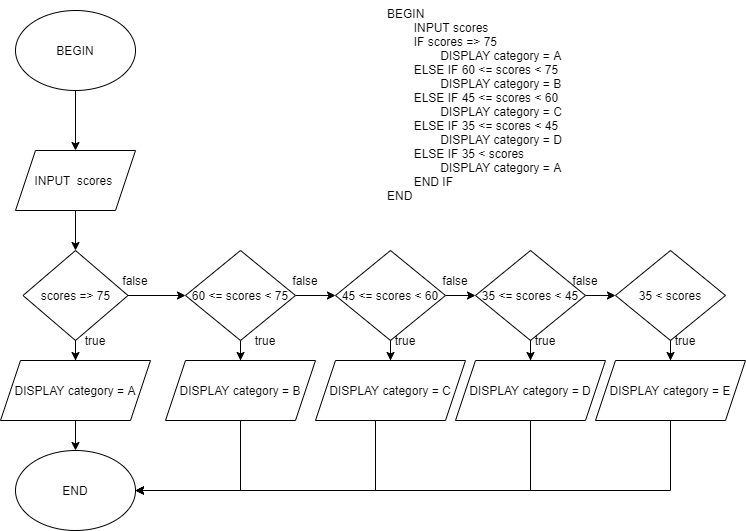 BEGIN
INPUT scores
IF scores => 75
DISPLAY category = A
ELSE IF 60 <= scores < 75
DISPLAY category = B
ELSE IF 45 <= scores < 60
DISPLAY category = C
ELSE IF 35 <= scores < 45
DISPLAY category = D
ELSE IF 35 < scores
DISPLAY category = A
END IF
END
BEGIN
INPUT scores
scores => 75
false
60 <= scores < 75
false
45 <= scores < 60
false
35 <= scores < 45
false
35 < scores
true
true
true
true
true
DISPLAY category = A
DISPLAY category = B
DISPLAY category = C
DISPLAY category = D
DISPLAY category = E
END